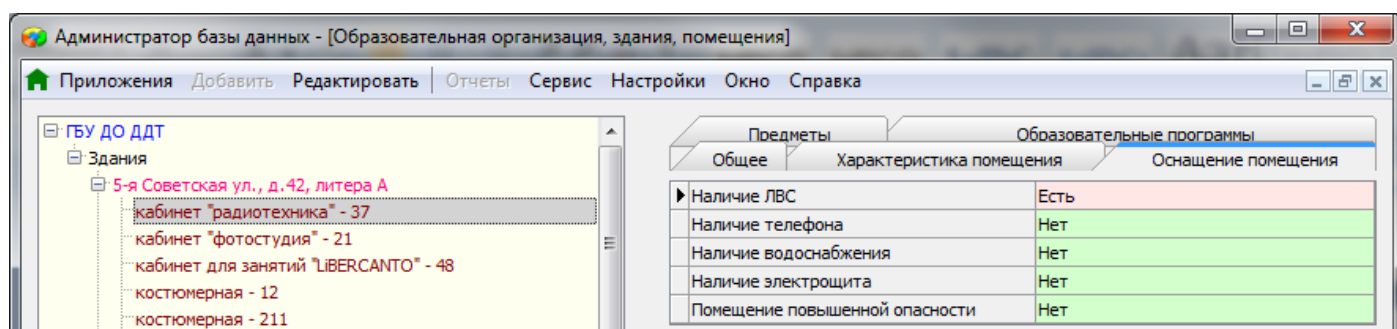 Администратор базы данных - [Образовательная организация, здания, помещения]
Приложения Добавить Редактировать Отчеты Сервис Настройки Окно Справка
ГБУ ДО ДДТ
Здания
5-я Советская ул., д.42, литера А
кабинет "радиотехника" - 37
кабинет "фотостудия" - 21
кабинет для занятий "LiBERCANTO" - 48
костюмерная - 12
костюмерная - 211
Предметы Образовательные программы
Общее Характеристика помещения Оснащение помещения
Наличие ЛВС Есть
Наличие телефона Нет
Наличие водоснабжения Нет
Наличие электрощита Нет
Помещение повышенной опасности Нет